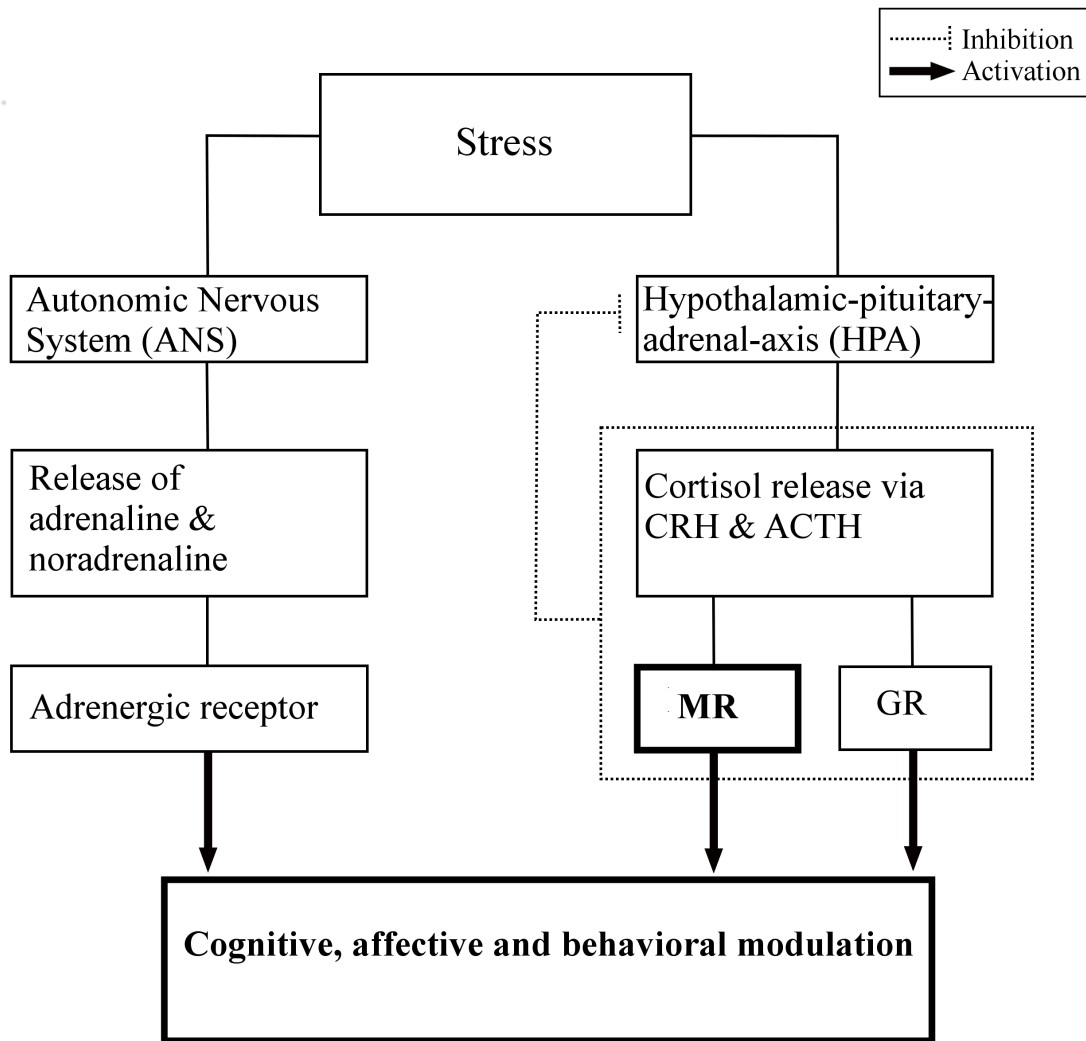 Inhibition
Activation
Stress
Autonomic Nervous
System (ANS)
Hypothalamic-pituitary-
adrenal-axis (HPA)
Release of
adrenaline &
noradrenaline
Cortisol release via
CRH & ACTH
Adrenergic receptor
MR
GR
Cognitive, affective and behavioral modulation